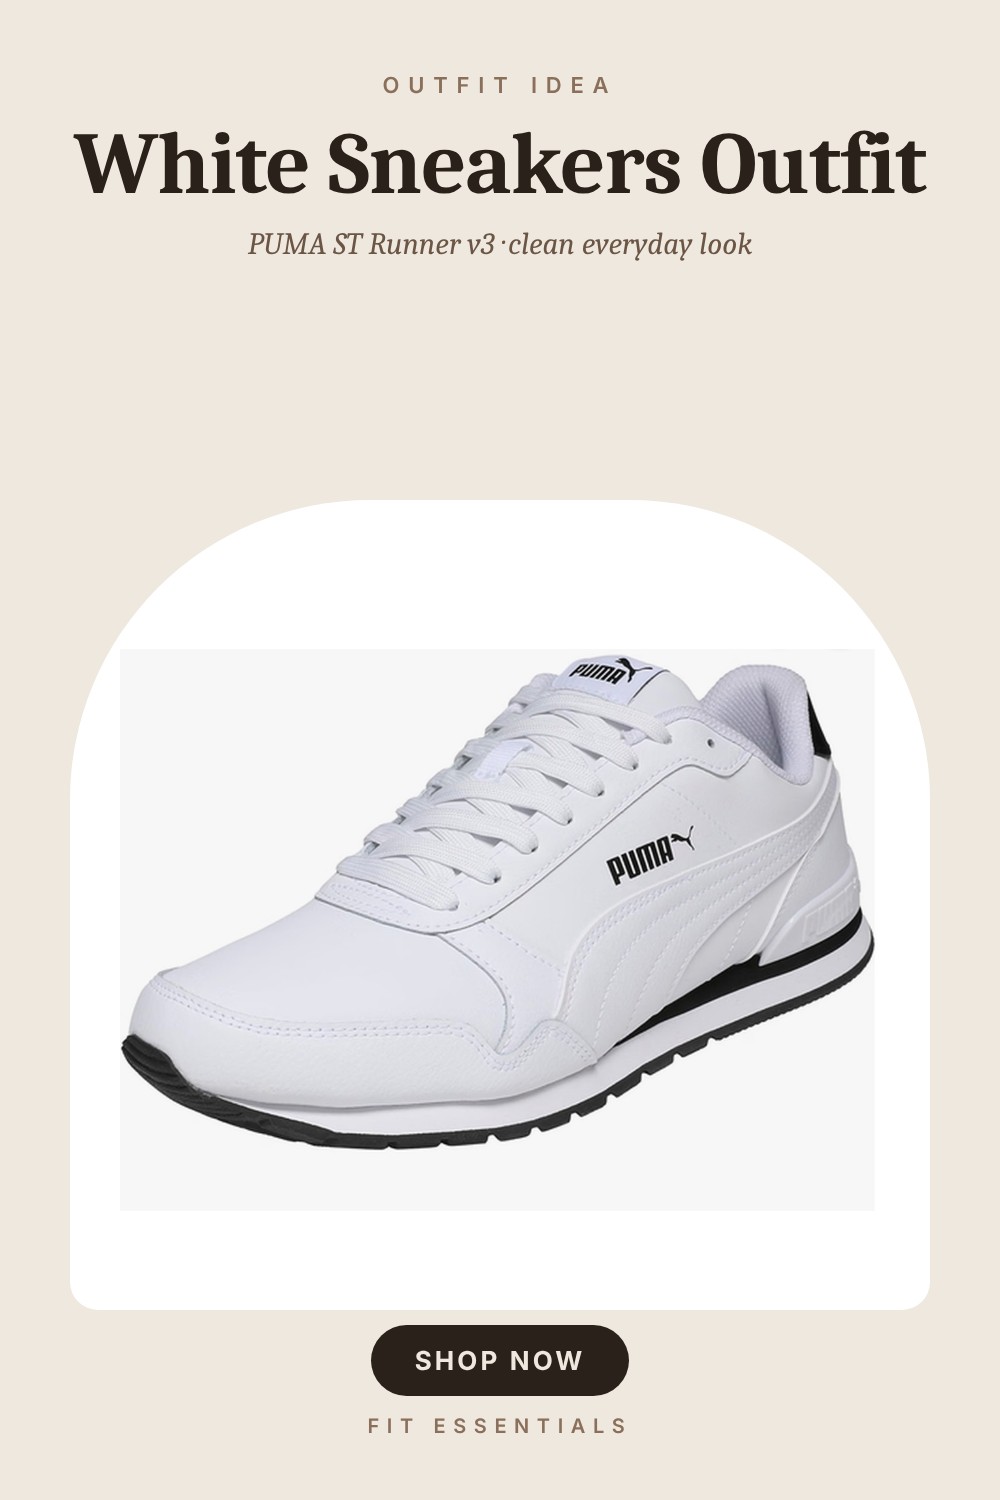 OUTFIT IDEA
White Sneakers Outfit
PUMA ST Runner v3 · clean everyday look
PUMA
PUMA
SHOP NOW
FIT ESSENTIALS